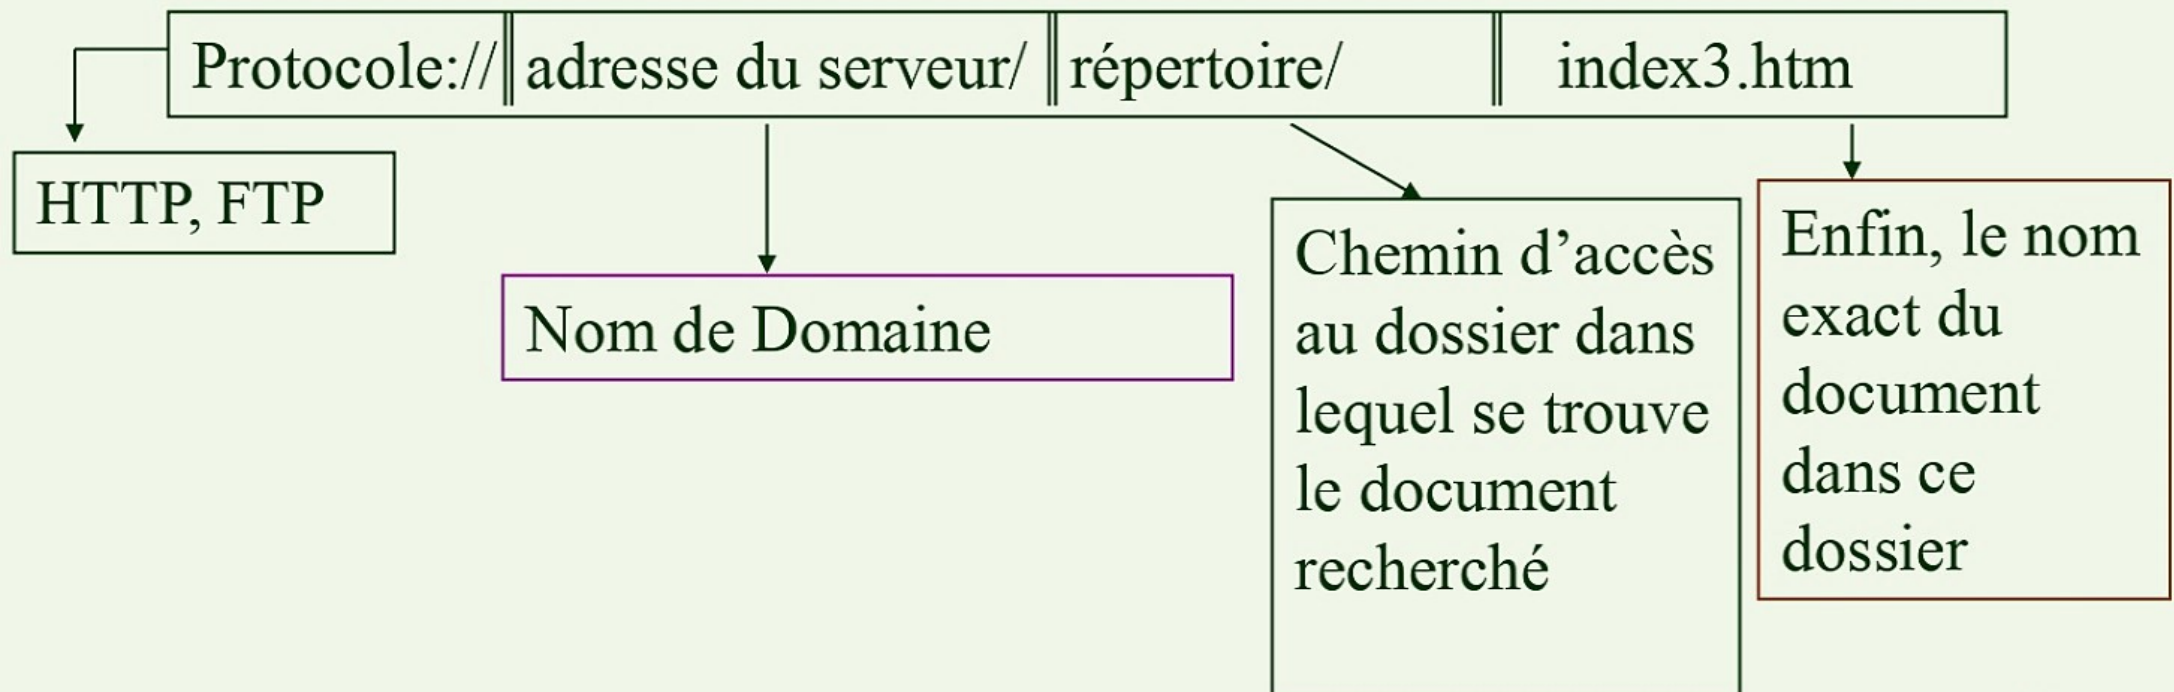 Protocole:// adresse du serveur/ répertoire/ index3.htm
HTTP, FTP
Nom de Domaine
Chemin d’accès
au dossier dans
lequel se trouve
le document
recherché
Enfin, le nom
exact du
document
dans ce
dossier